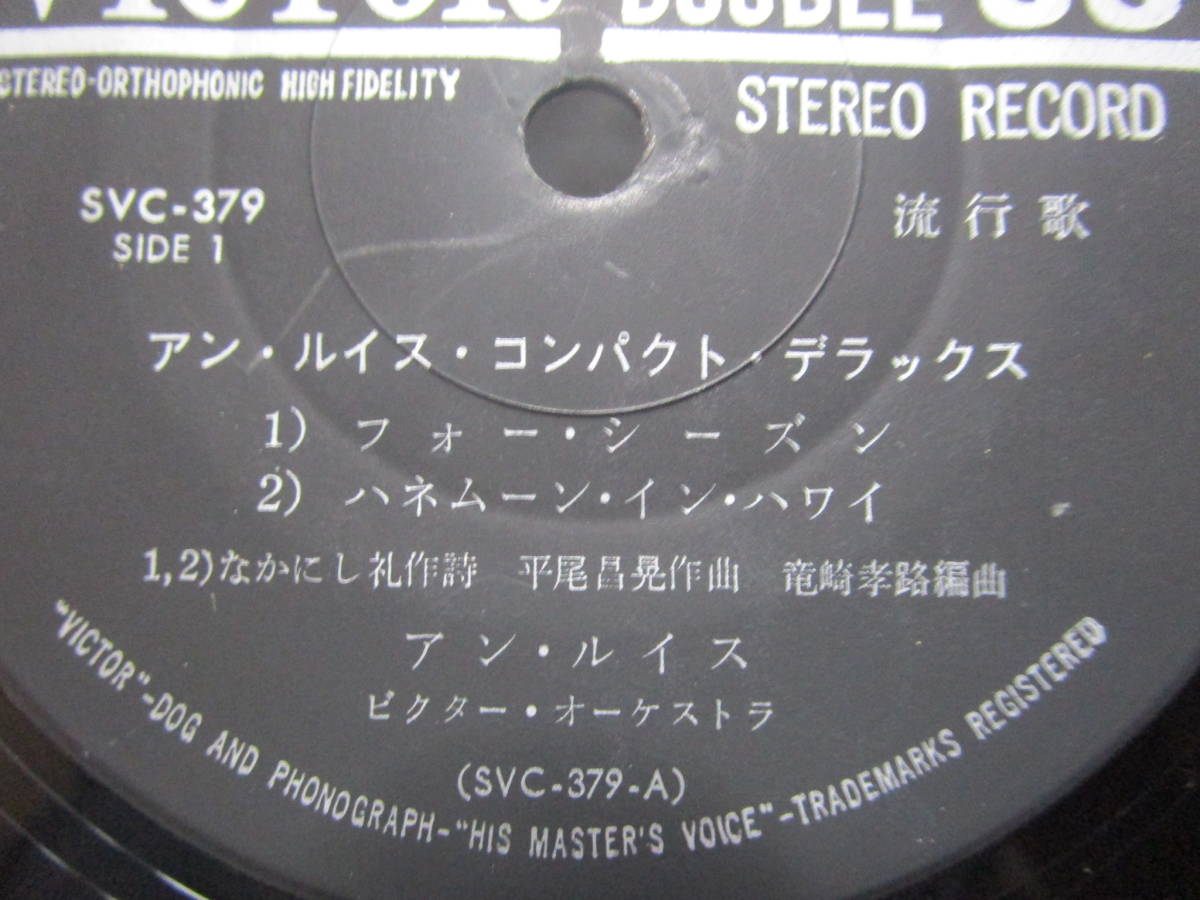 VICTOR DOUBLE
STEREO-ORTHOPHONIC HIGH FIDELITY
STEREO RECORD
SVC-379
SIDE 1
流行歌
アン・ルイス・コンパクト・デラックス
1) フォー・シーズン
2) ハネムーン・イン・ハワイ
1,2)なかにし礼作詩 平尾昌晃作曲 竜崎孝路編曲
アン・ルイス
ビクター・オーケストラ
(SVC-379-A)
"VICTOR"-DOG AND PHONOGRAPH-"HIS MASTER'S VOICE"-TRADEMARKS REGISTERED